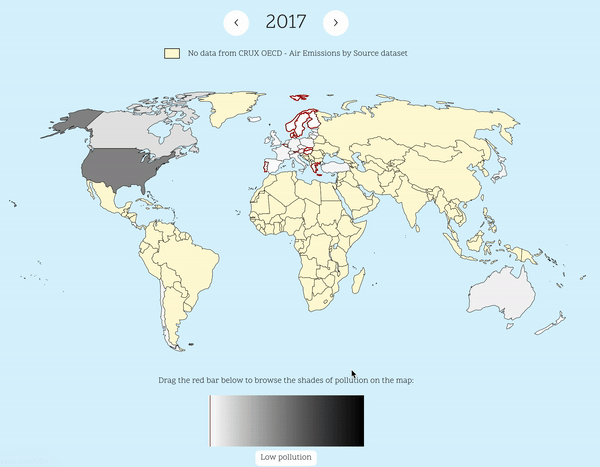 2017
No data from CRUX OECD - Air Emissions by Source dataset
Drag the red bar below to browse the shades of pollution on the map:
Low pollution